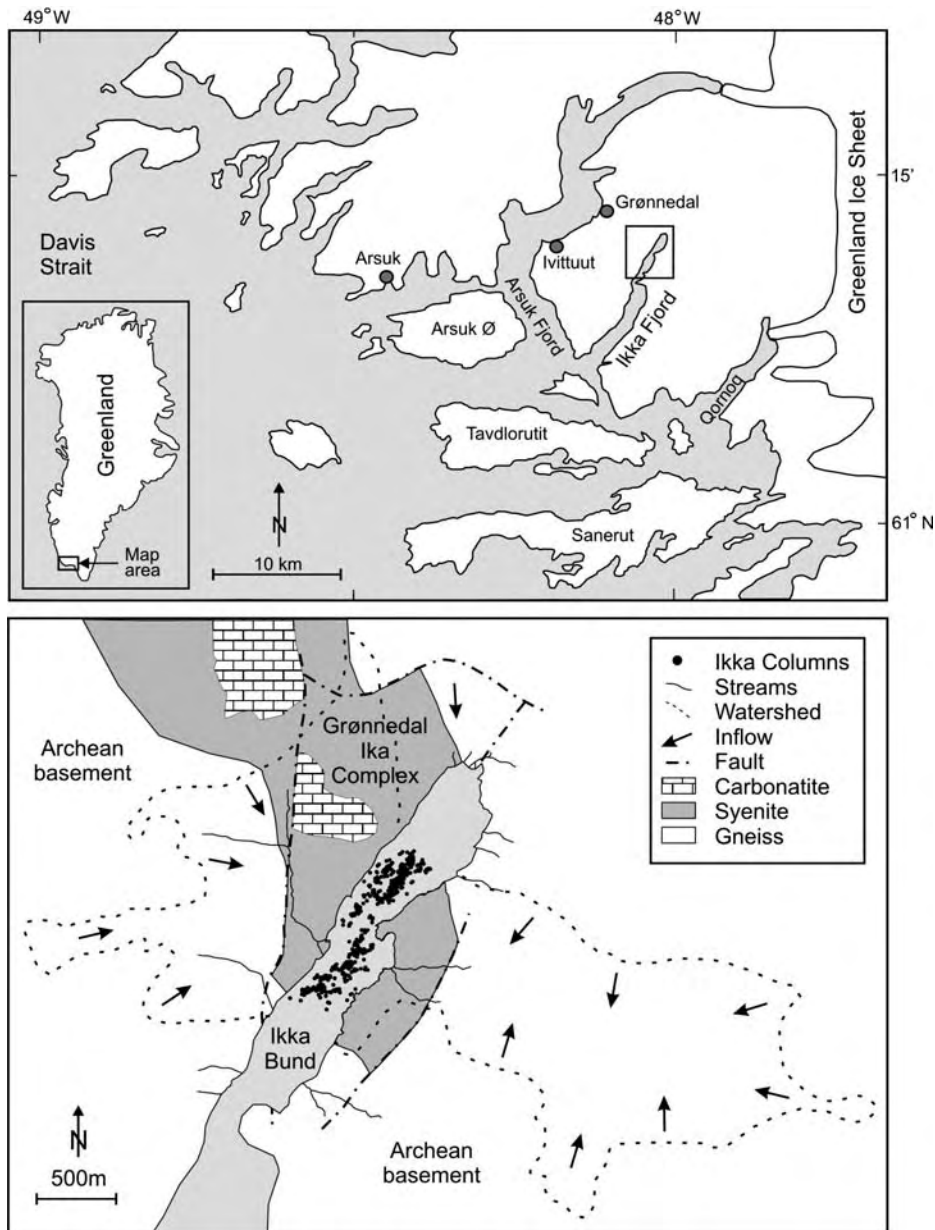 49°W
48°W
Greenland Ice Sheet
15'
Grønnedal
Davis
Strait
Ivittuut
Arsuk
Arsuk Fjord
Ikka Fjord
Arsuk Ø
Qornoq
Greenland
Tavdlorutit
N
61° N
Sanerut
Map
area
10 km
Ikka Columns
Streams
Watershed
Inflow
Fault
Carbonatite
Syenite
Gneiss
Grønnedal
Ika
Complex
Archean
basement
Ikka
Bund
N
500m
Archean
basement